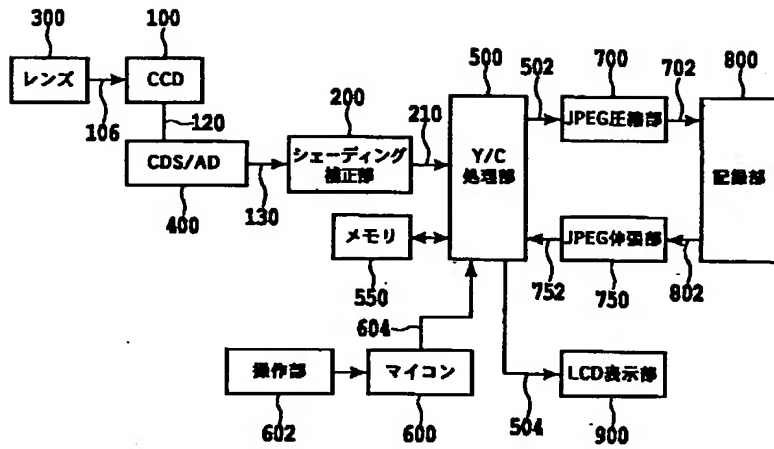 300
100
500
502
700
702
800
レンズ
CCD
JPEG圧縮部
106
120
200
210
Y/C
処理部
記録部
CDS/AD
シェーディング
補正部
400
130
メモリ
JPEG伸張部
550
752
750
802
604
操作部
マイコン
LCD表示部
602
600
504
900